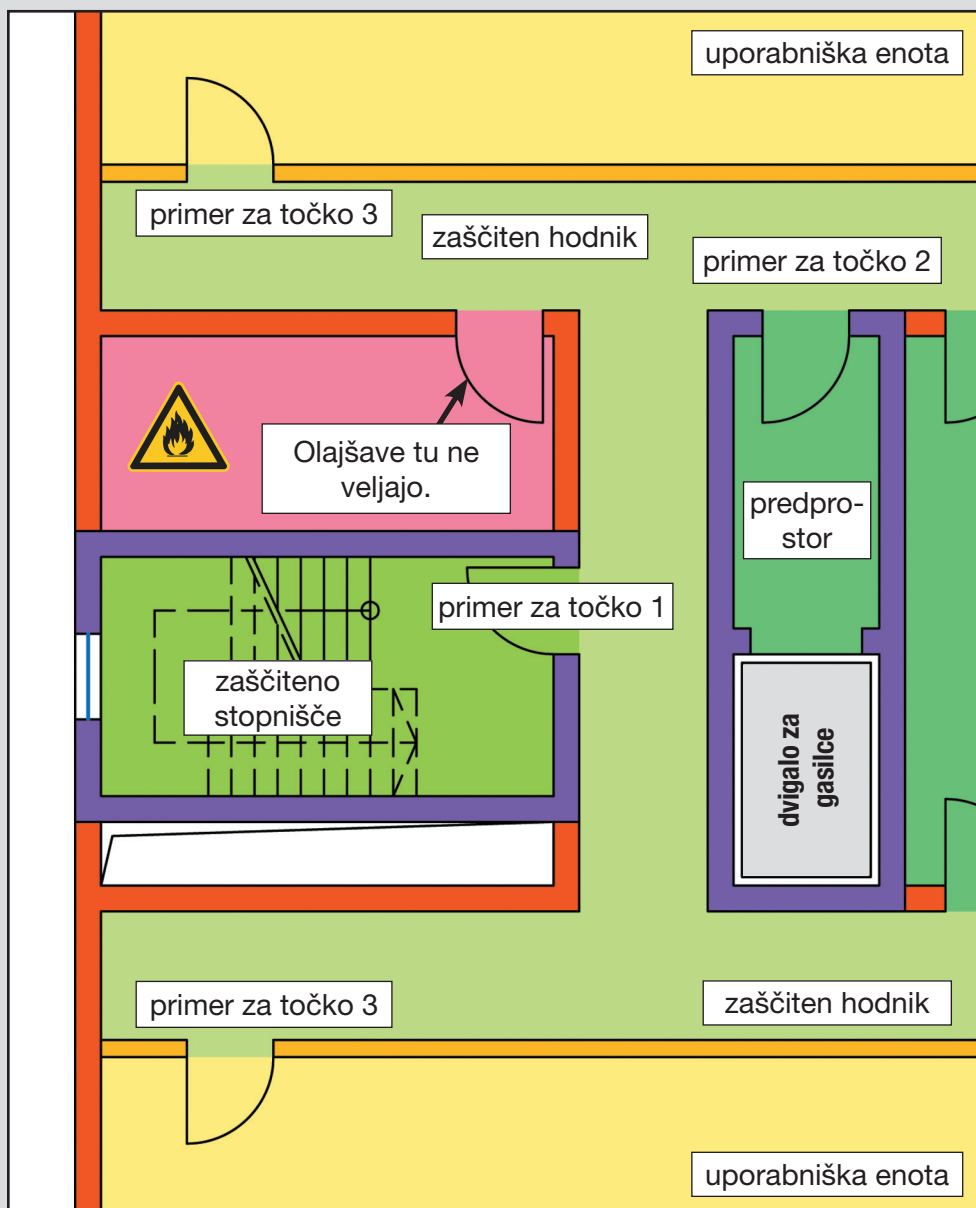 uporabniška enota
primer za točko 3
zaščiten hodnik
primer za točko 2
Olajšave tu ne
veljajo.
predpro-
stor
primer za točko 1
zaščiteno
stopnišče
dvigalo za
gasilce
primer za točko 3
zaščiten hodnik
uporabniška enota